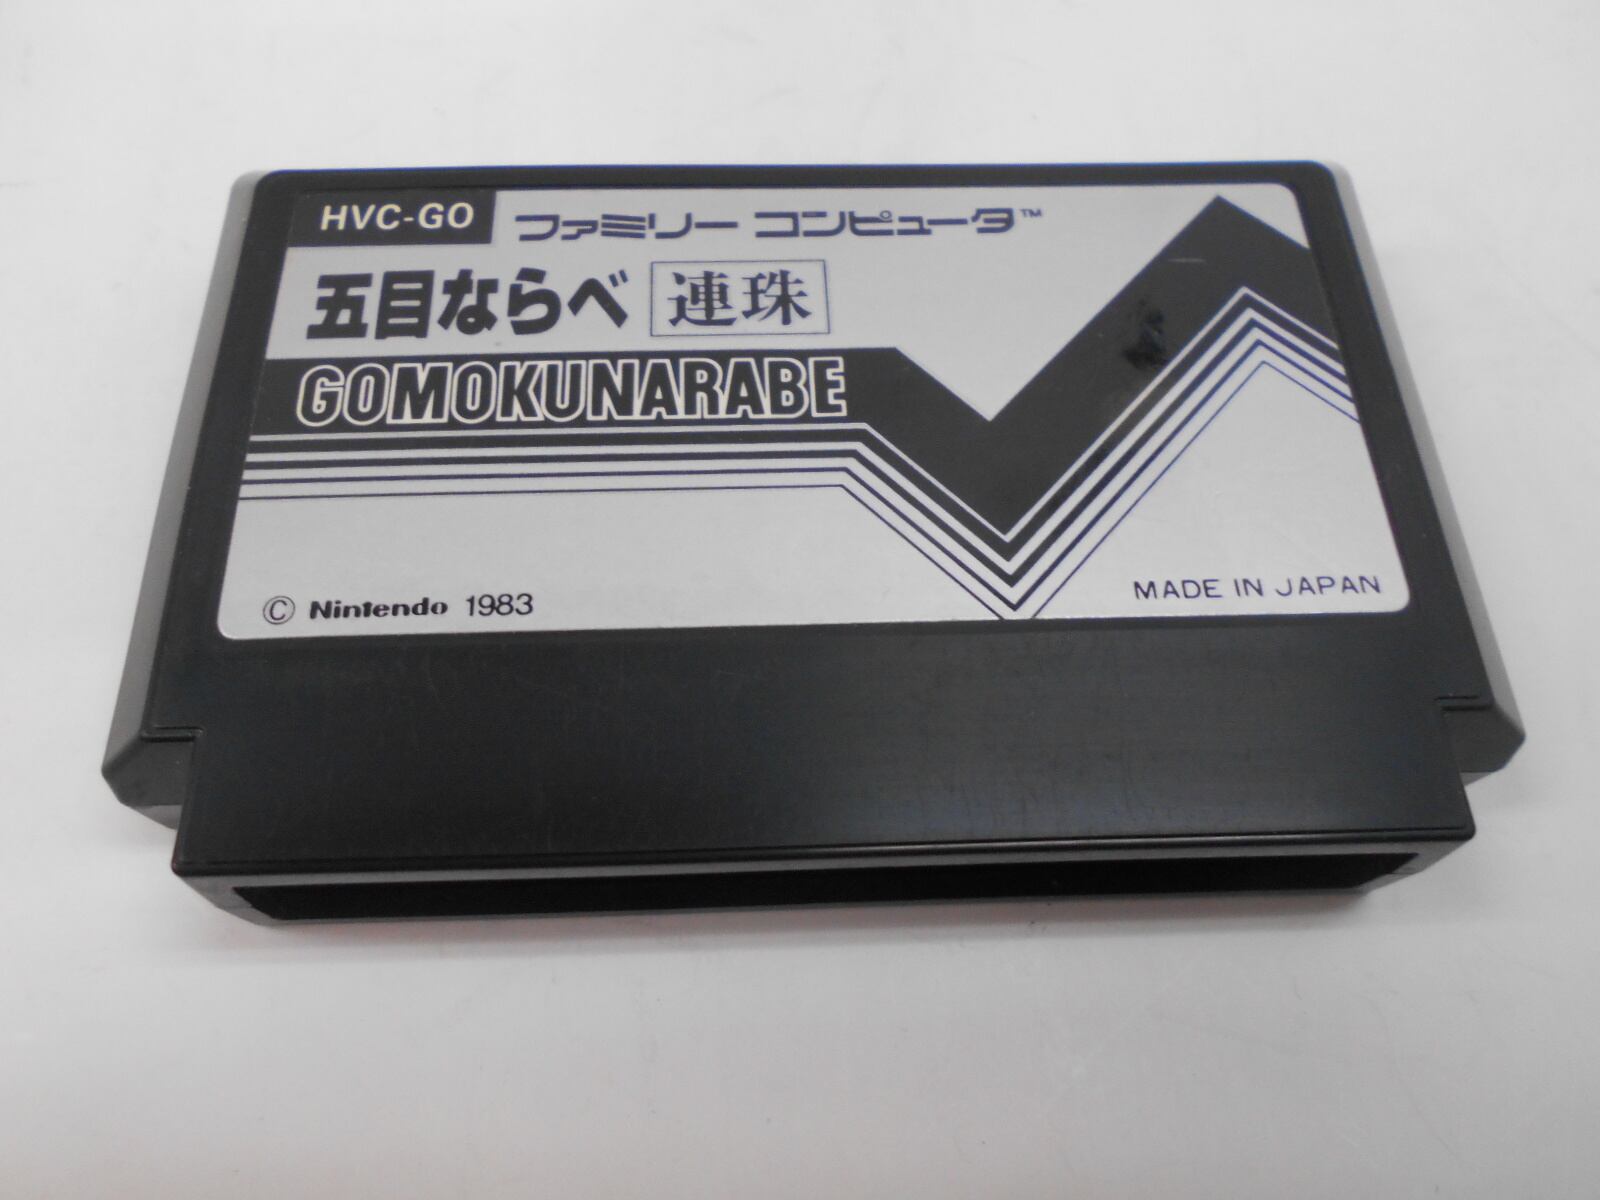 HVC-GO ファミリー コンピュータ™
五目ならべ 連珠
GOMOKUNARABE
© Nintendo 1983
MADE IN JAPAN